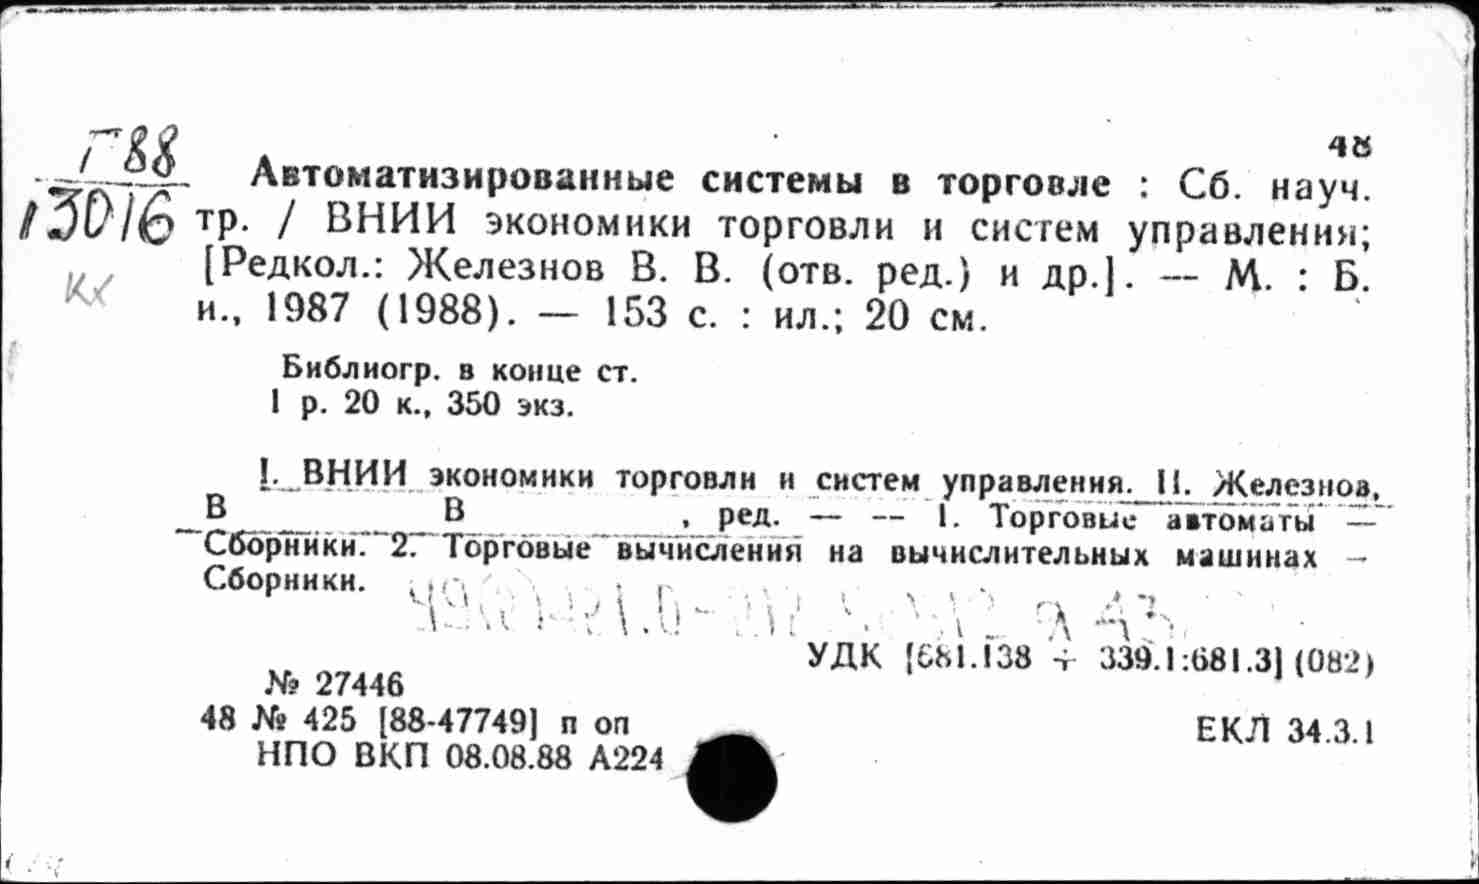 48
Г88
13016
Кх
Автоматизированные системы в торговле : Сб. науч.
тр. / ВНИИ экономики торговли и систем управления;
[Редкол.: Железнов В. В. (отв. ред.) и др.]. — М. : Б.
и., 1987 (1988). — 153 с. : ил.; 20 см.
Библиогр. в конце ст.
1 р. 20 к., 350 экз.
I. ВНИИ экономики торговли и систем управления. II. Железнов,
В В , ред. — — 1. Торговые автоматы —
Сборники. 2. Торговые вычисления на вычислительных машинах —
Сборники.
УДК [681.138 + 339.1:681.3] (082)
№ 27446
48 № 425 [88-47749] п оп
ЕКЛ 34.3.1
НПО ВКП 08.08.88 А224